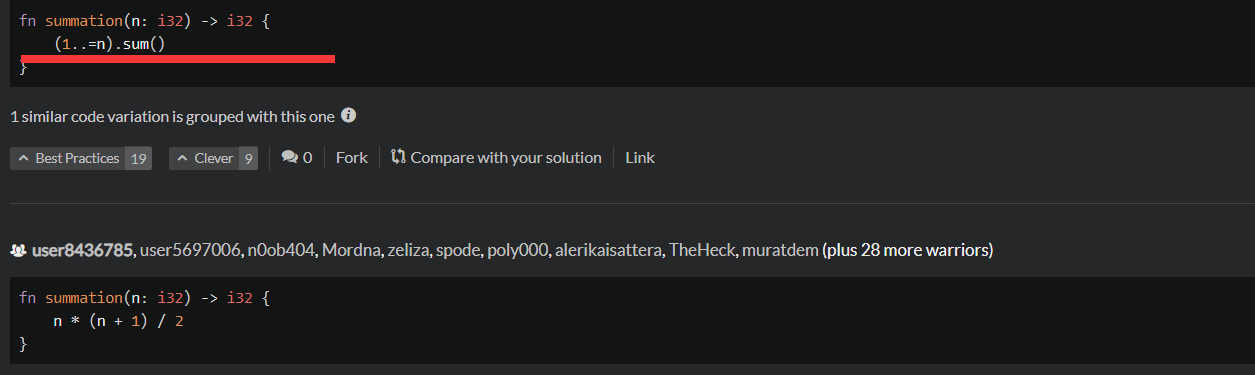 fn summation(n: i32) -> i32 {
    (1..=n).sum()
}
1 similar code variation is grouped with this one
Best Practices 19 Clever 9 0 Fork Compare with your solution Link
user8436785, user5697006, n0ob404, Mordna, zeliza, spode, poly000, alerikaisattera, TheHeck, muratdem (plus 28 more warriors)
fn summation(n: i32) -> i32 {
    n * (n + 1) / 2
}